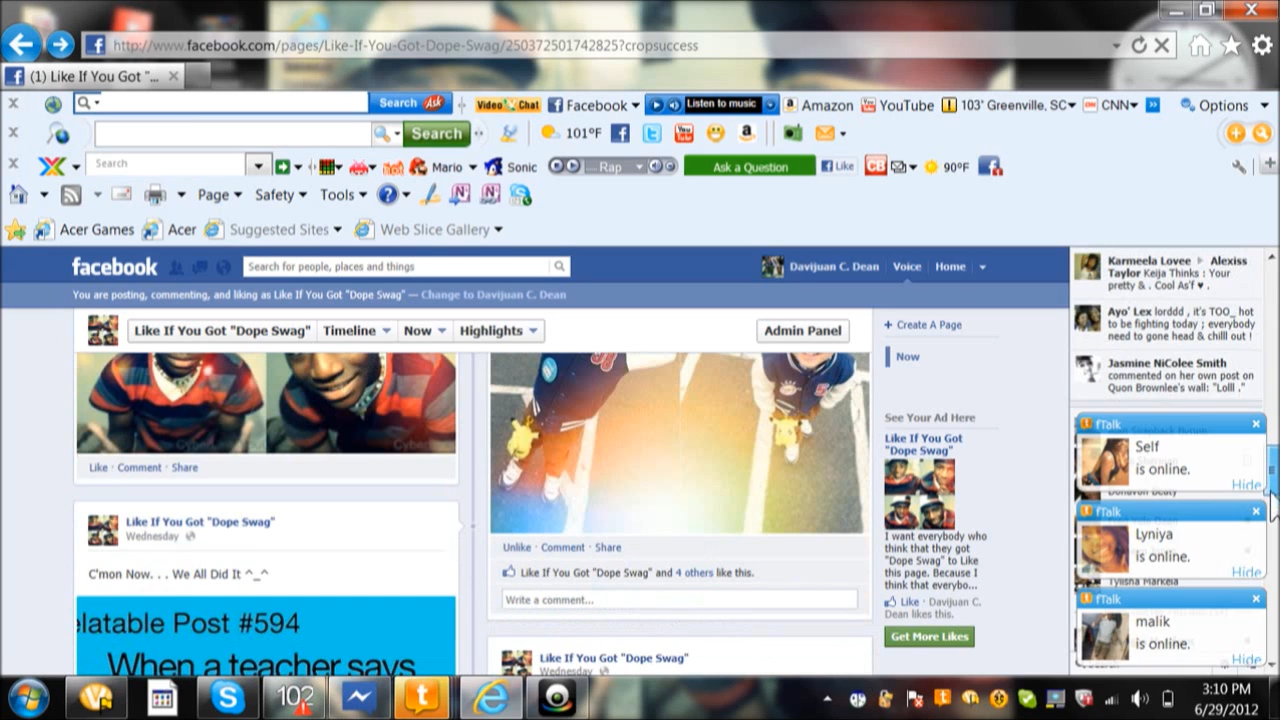 http://www.facebook.com/pages/Like-If-You-Got-Dope-Swag/250372501742825?cropsuccess
(1) Like If You Got "...
Search Ask
Video Chat
Facebook
Listen to music
Amazon
YouTube
103° Greenville, SC
CNN
Options
Search
101°F
Search
Mario
Sonic
Rap
Ask a Question
Like
CB
90°F
Page
Safety
Tools
Acer Games
Acer
Suggested Sites
Web Slice Gallery
facebook
Search for people, places and things
Davijuan C. Dean
Voice
Home
You are posting, commenting, and liking as Like If You Got "Dope Swag" — Change to Davijuan C. Dean
Like If You Got "Dope Swag"
Timeline
Now
Highlights
Admin Panel
Like · Comment · Share
Like If You Got "Dope Swag"
Wednesday
C'mon Now. . . We All Did It ^_^
elatable Post #594
When a teacher says
Unlike · Comment · Share
Like If You Got "Dope Swag" and 4 others like this.
Write a comment...
Like If You Got "Dope Swag"
Wednesday
+ Create A Page
Now
See Your Ad Here
Like If You Got
"Dope Swag"
I want everybody who
think that they got
"Dope Swag" to Like
this page. Because I
think that everybo...
Like · Davijuan C.
Dean likes this.
Get More Likes
Karmeela Lovee ▸ Alexiss
Taylor Keija Thinks : Your
pretty & . Cool As'f ♥ .
Ayo' Lex lorddd , it's TOO_ hot
to be fighting today ; everybody
need to gone head & chilll out !
Jasmine NiColee Smith
commented on her own post on
Quon Brownlee's wall: "Lolll ."
fTalk
Self
is online.
Hide
fTalk
Lyniya
is online.
Hide
Tylisha Markela
fTalk
malik
is online.
Hide
102
3:10 PM
6/29/2012